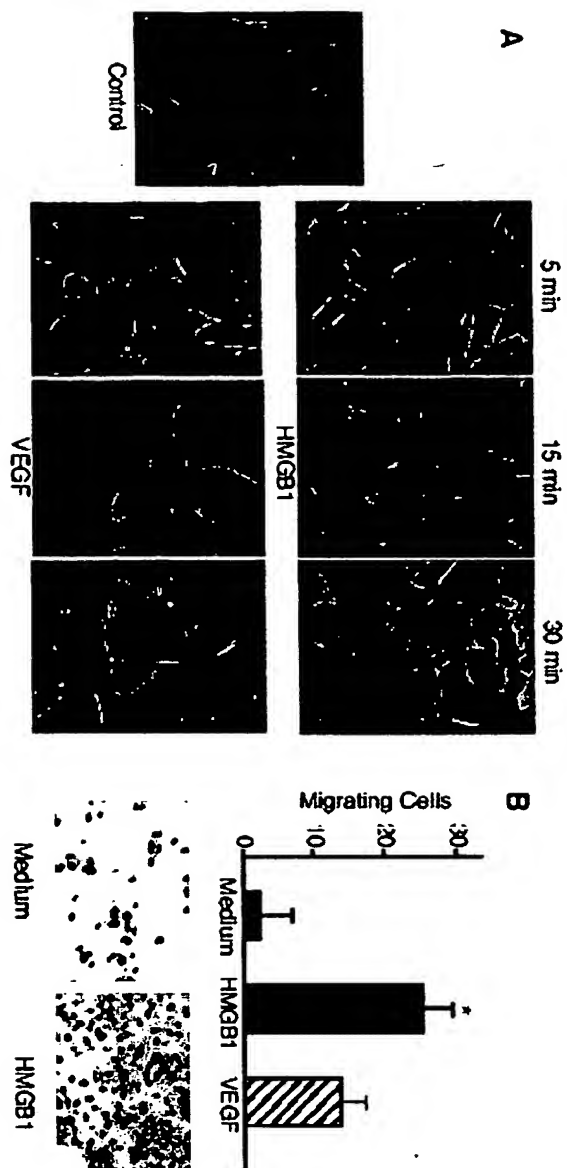 A
5 min 15 min 30 min
HMGB1
Control
VEGF
B
Migrating Cells
30
20
10
0
Medium HMGB1 VEGF
*
Medium HMGB1